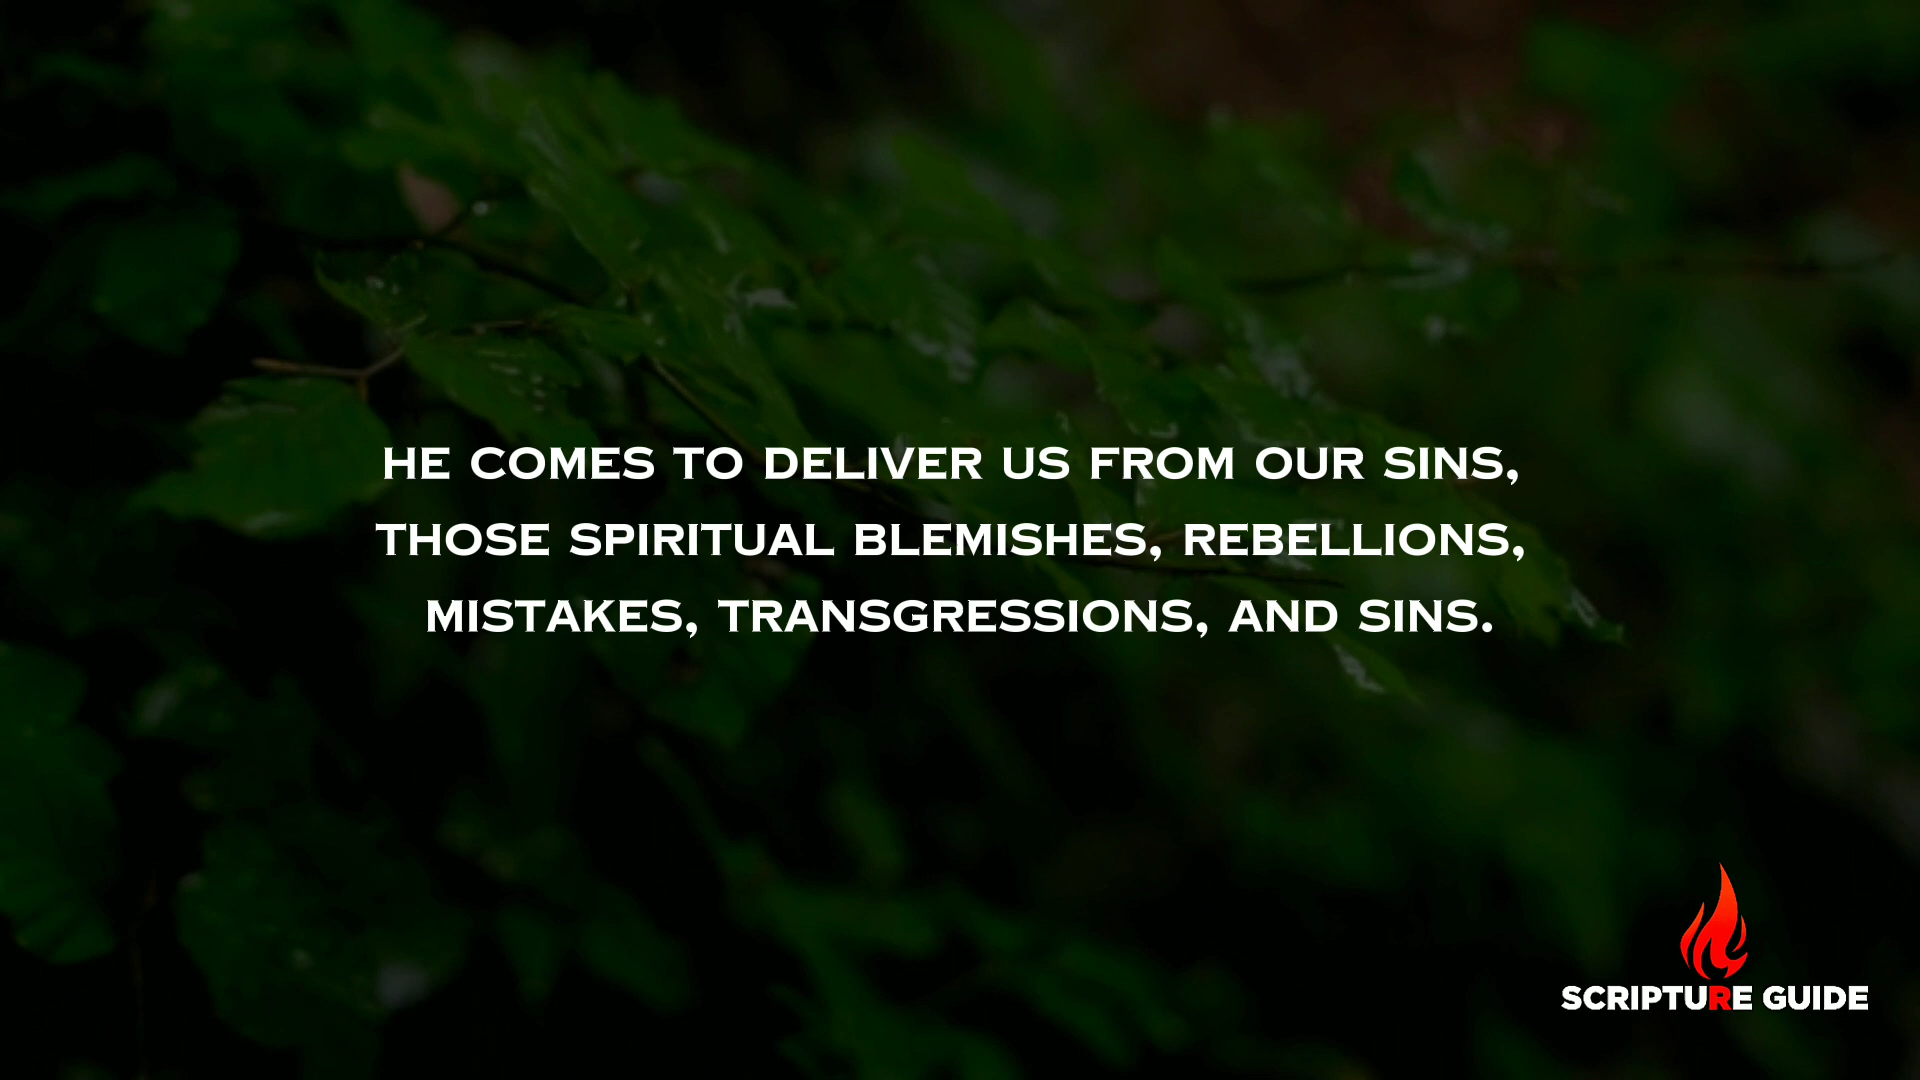 HE COMES TO DELIVER US FROM OUR SINS,
THOSE SPIRITUAL BLEMISHES, REBELLIONS,
MISTAKES, TRANSGRESSIONS, AND SINS.
SCRIPTURE GUIDE